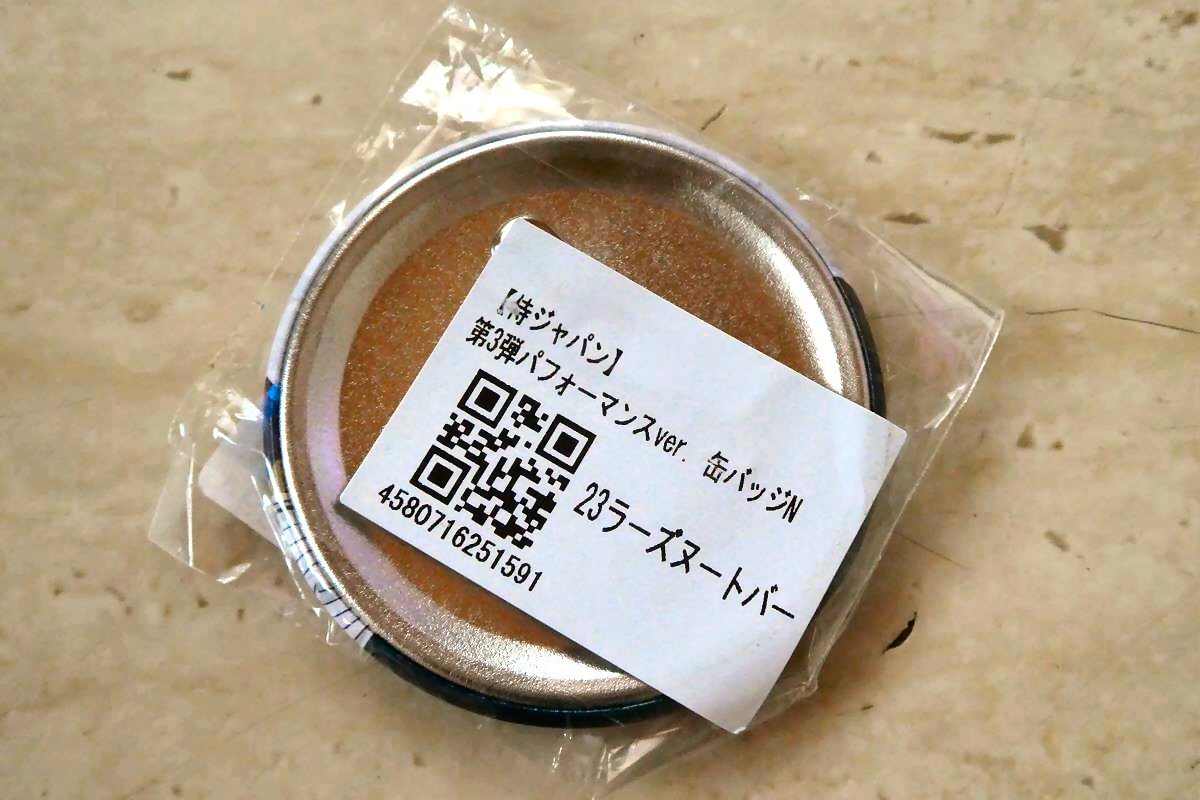 【侍ジャパン】
第3弾パフォーマンスver. 缶バッジN
23ラーズヌートバー
4580716251591